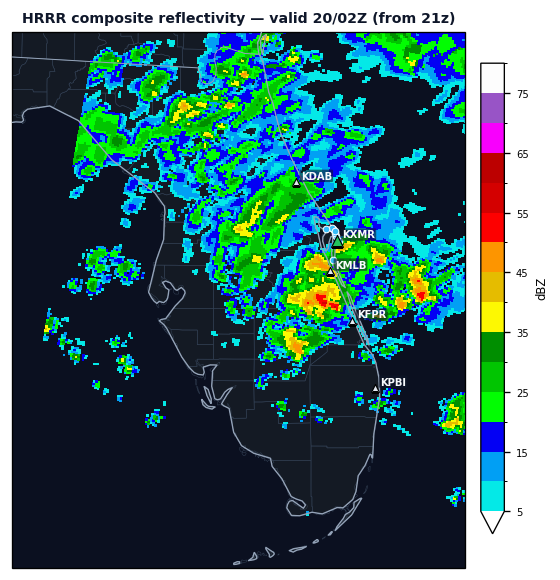 HRRR composite reflectivity — valid 20/02Z (from 21z)
KDAB
KXMR
KMLB
KFPR
KPBI
75
65
55
45
35
25
15
5
dBZ